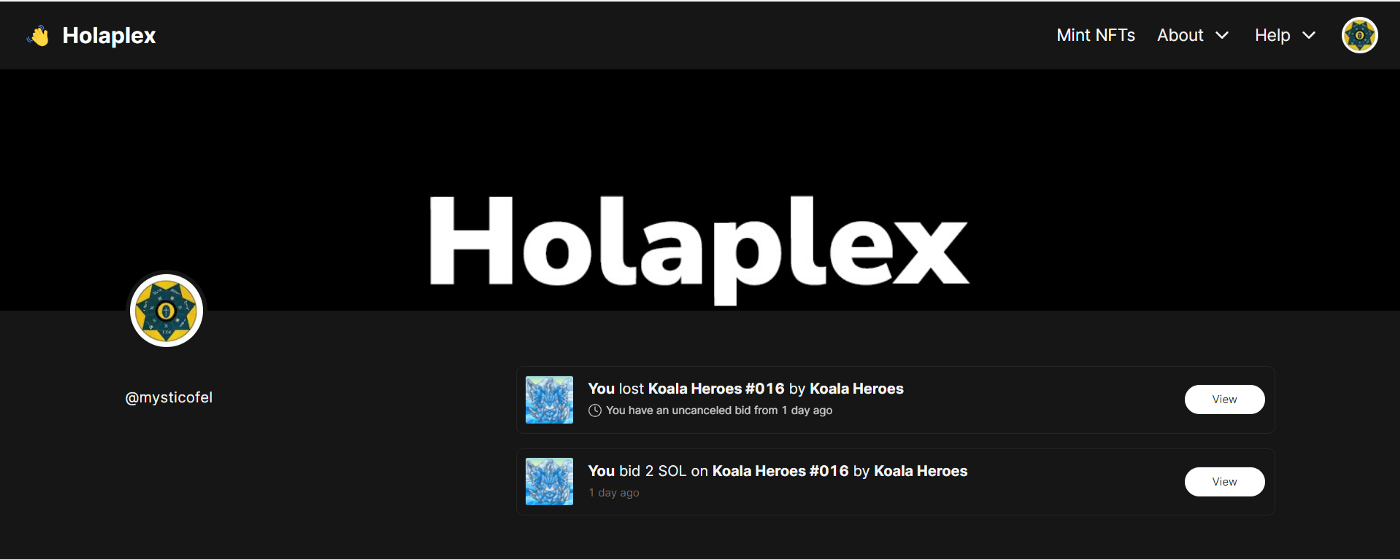 Holaplex
Mint NFTs
About
Help
Holaplex
@mysticofel
You lost Koala Heroes #016 by Koala Heroes
You have an uncanceled bid from 1 day ago
View
You bid 2 SOL on Koala Heroes #016 by Koala Heroes
1 day ago
View